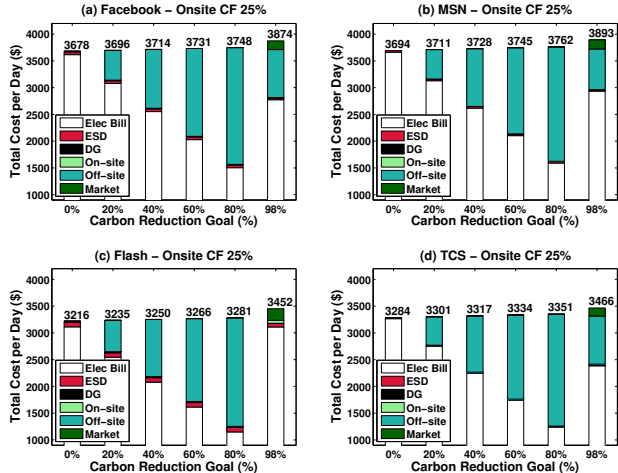 (a) Facebook – Onsite CF 25%
Total Cost per Day ($)
4000
3500
3000
2500
2000
1500
1000
3678 3696 3714 3731 3748 3874
Elec Bill
ESD
DG
On-site
Off-site
Market
0% 20% 40% 60% 80% 98%
Carbon Reduction Goal (%)
(b) MSN – Onsite CF 25%
Total Cost per Day ($)
4000
3500
3000
2500
2000
1500
1000
3694 3711 3728 3745 3762 3893
Elec Bill
ESD
DG
On-site
Off-site
Market
0% 20% 40% 60% 80% 98%
Carbon Reduction Goal (%)
(c) Flash – Onsite CF 25%
Total Cost per Day ($)
4000
3500
3000
2500
2000
1500
1000
3216 3235 3250 3266 3281 3452
Elec Bill
ESD
DG
On-site
Off-site
Market
0% 20% 40% 60% 80% 98%
Carbon Reduction Goal (%)
(d) TCS – Onsite CF 25%
Total Cost per Day ($)
4000
3500
3000
2500
2000
1500
1000
3284 3301 3317 3334 3351 3466
Elec Bill
ESD
DG
On-site
Off-site
Market
0% 20% 40% 60% 80% 98%
Carbon Reduction Goal (%)